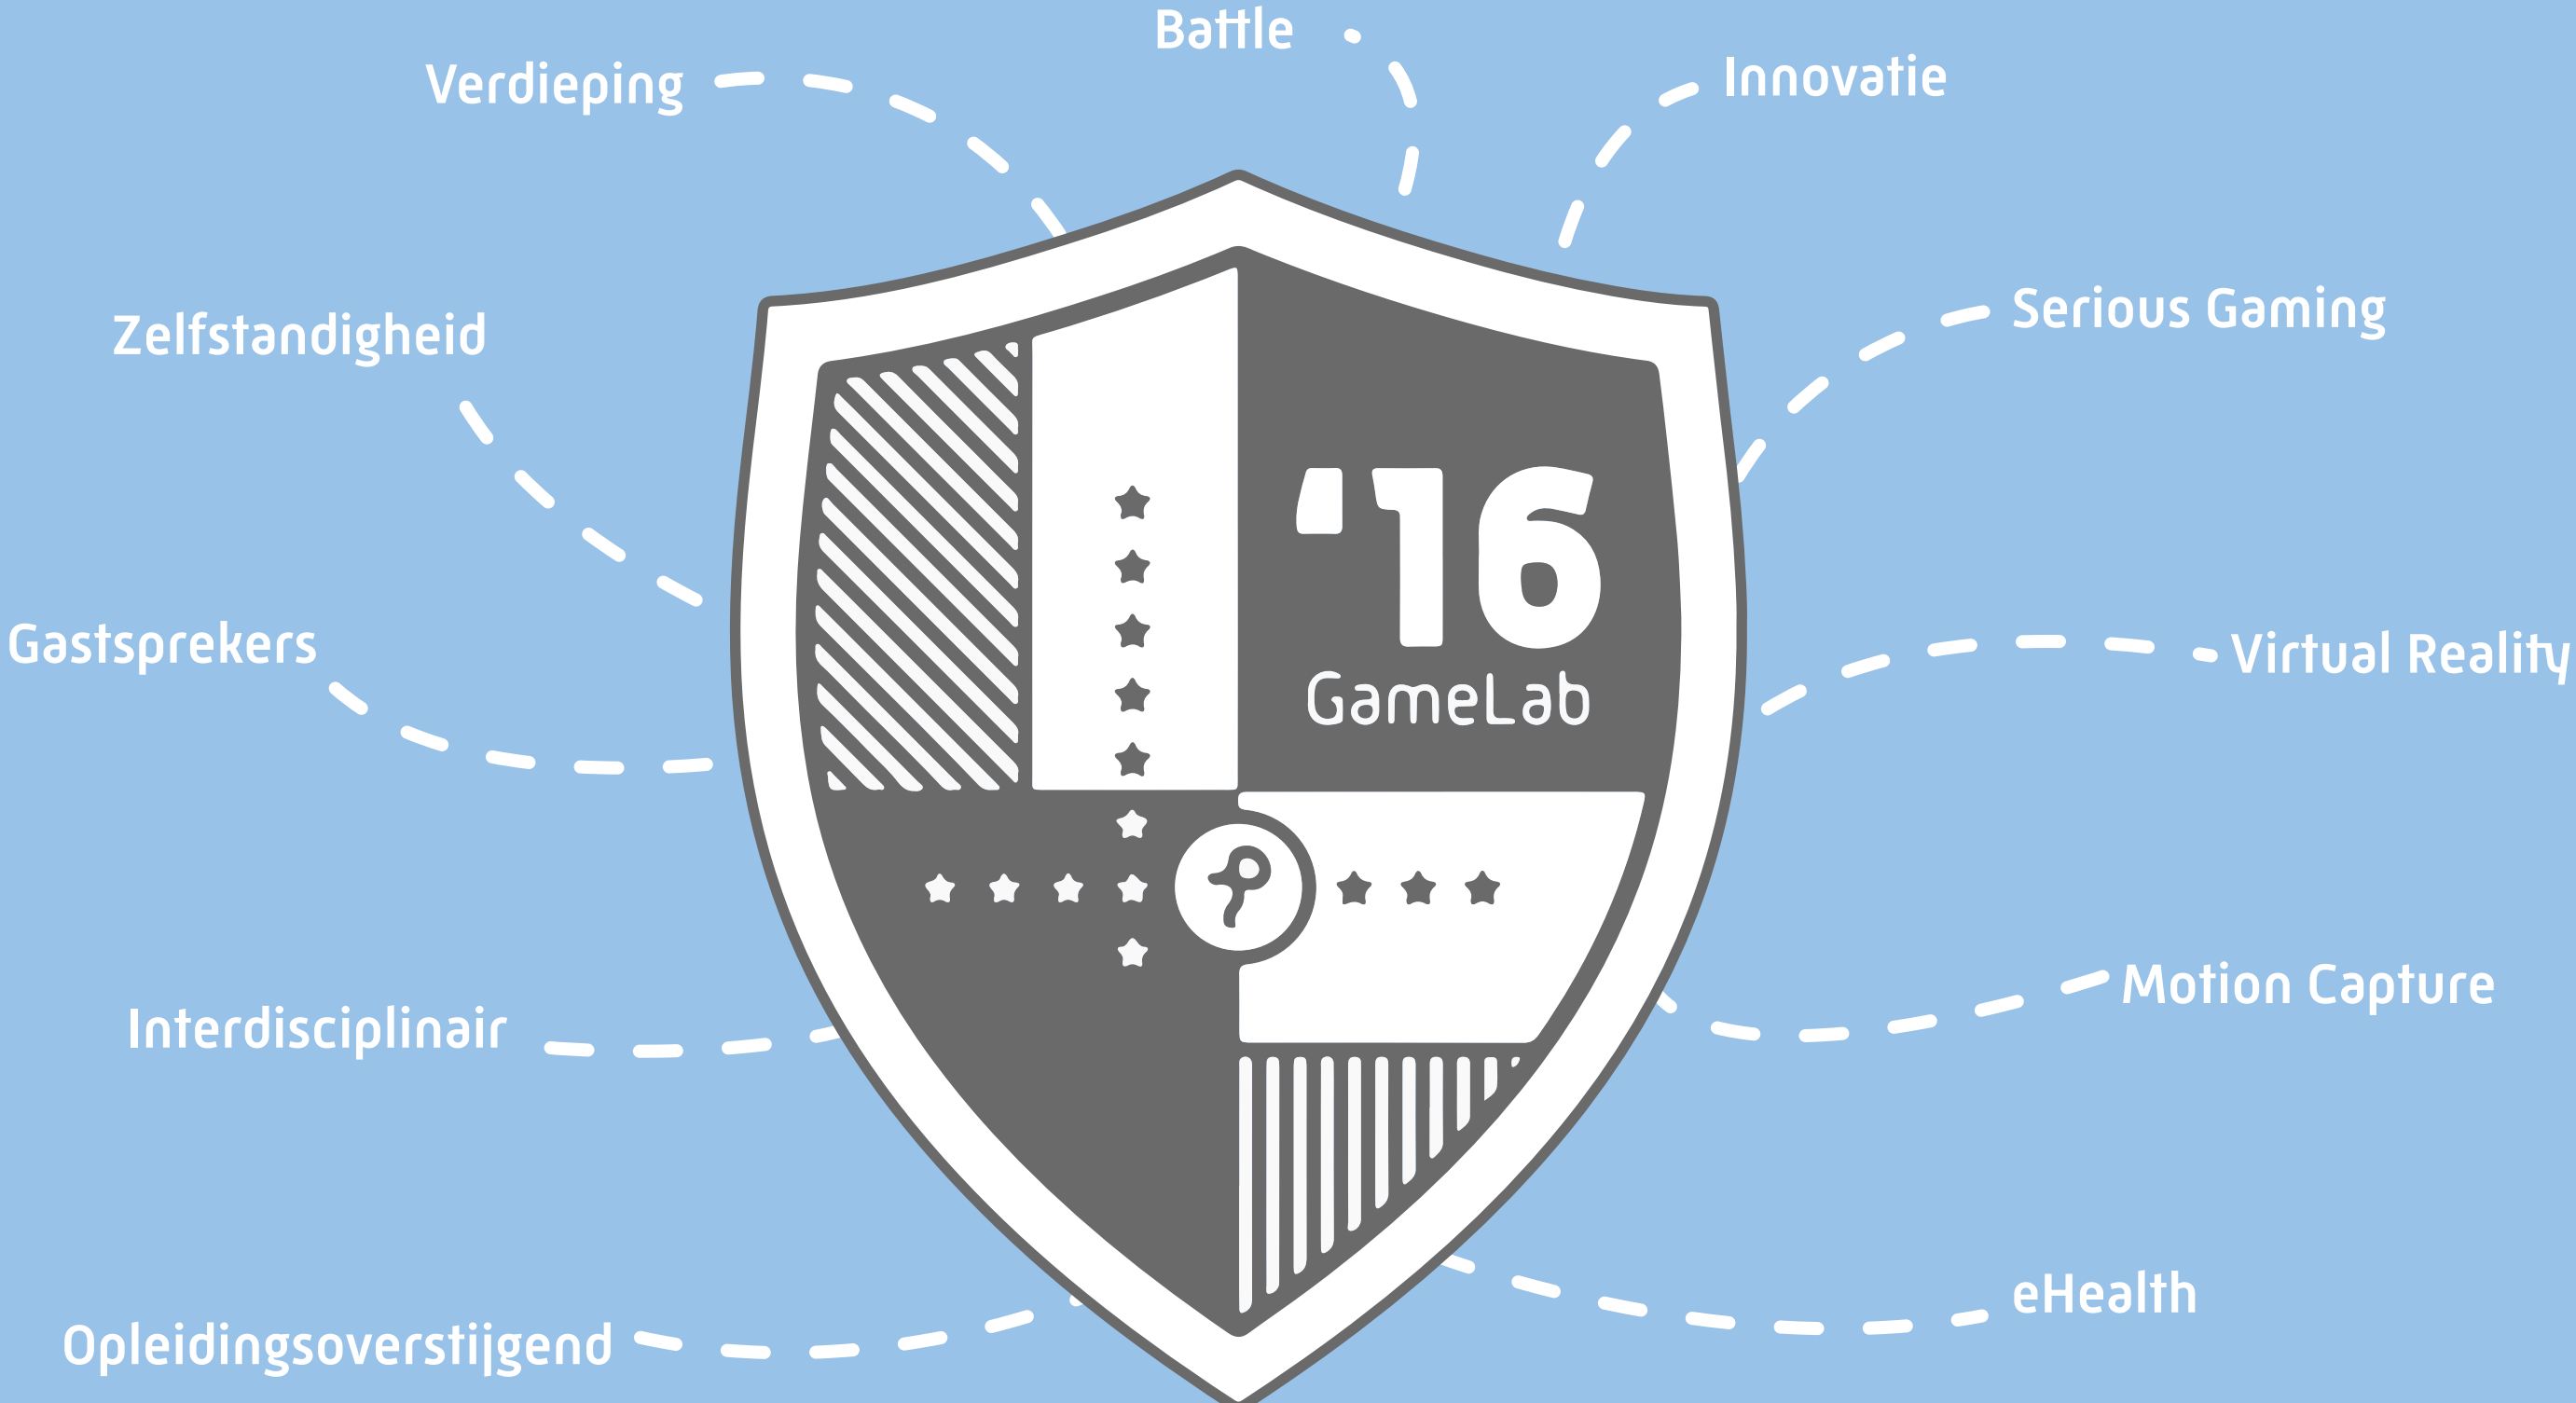 Battle
Verdieping
Innovatie
Zelfstandigheid
Serious Gaming
‘16
GameLab
Gastsprekers
Virtual Reality
Interdisciplinair
Motion Capture
Opleidingsoverstijgend
eHealth